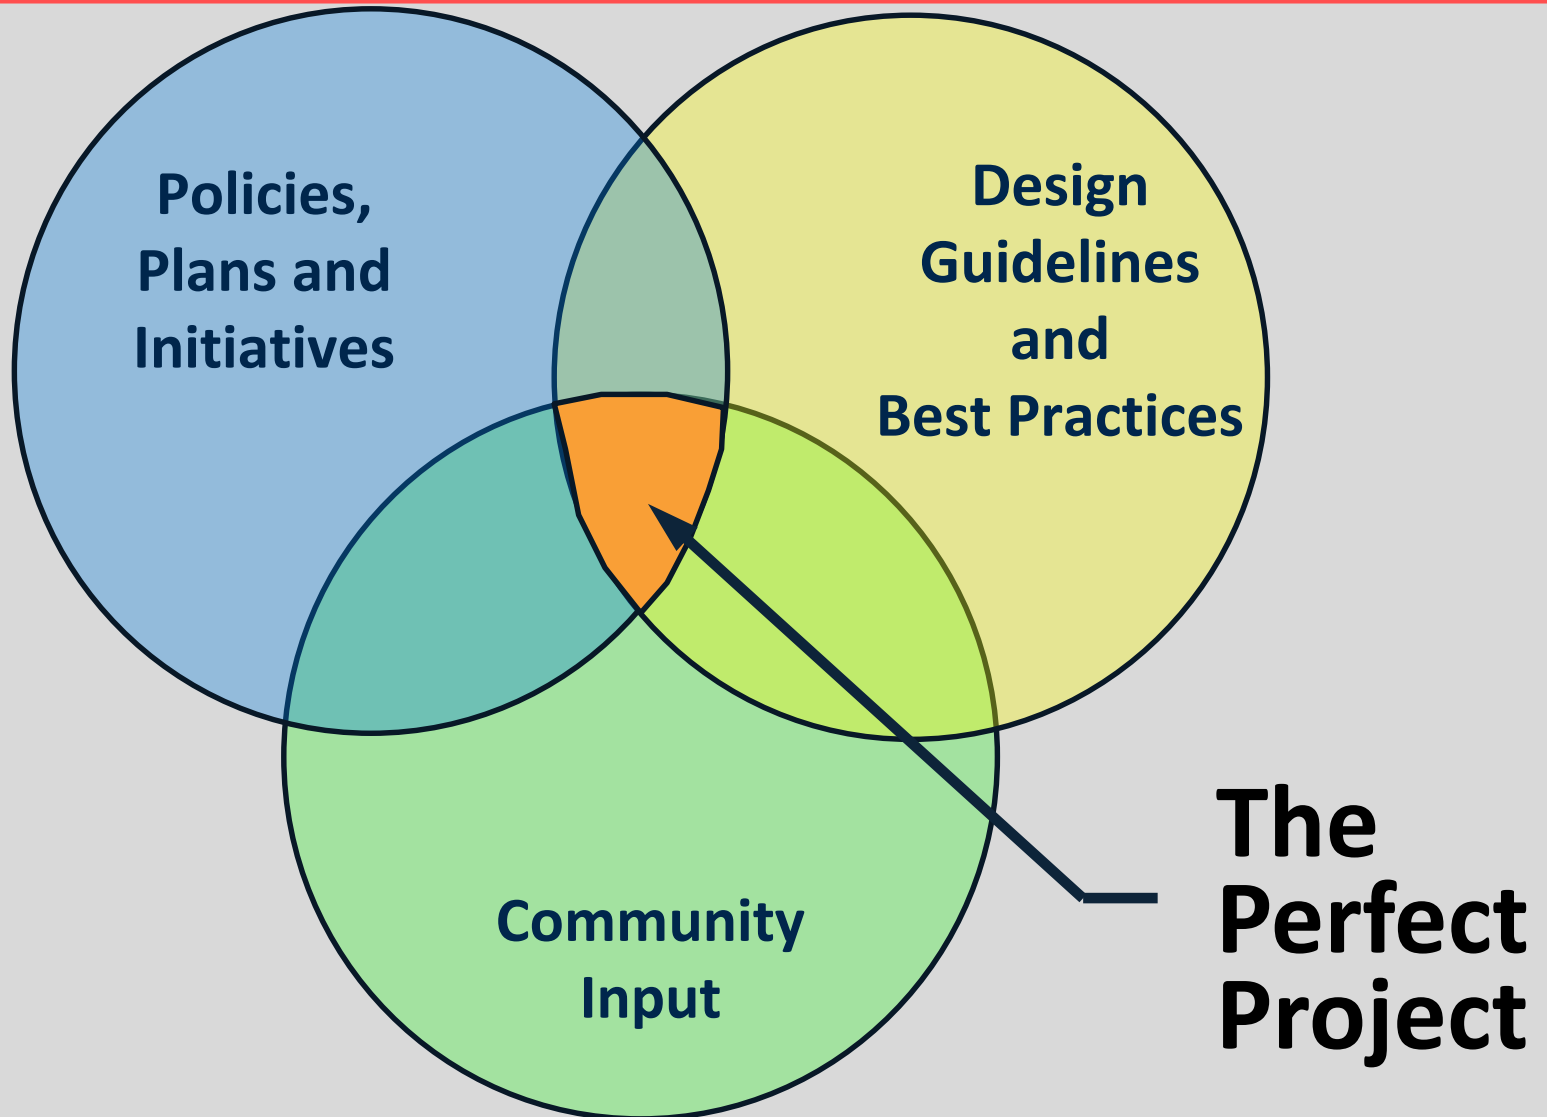 Policies,
Plans and
Initiatives
Design
Guidelines
and
Best Practices
Community
Input
The
Perfect
Project